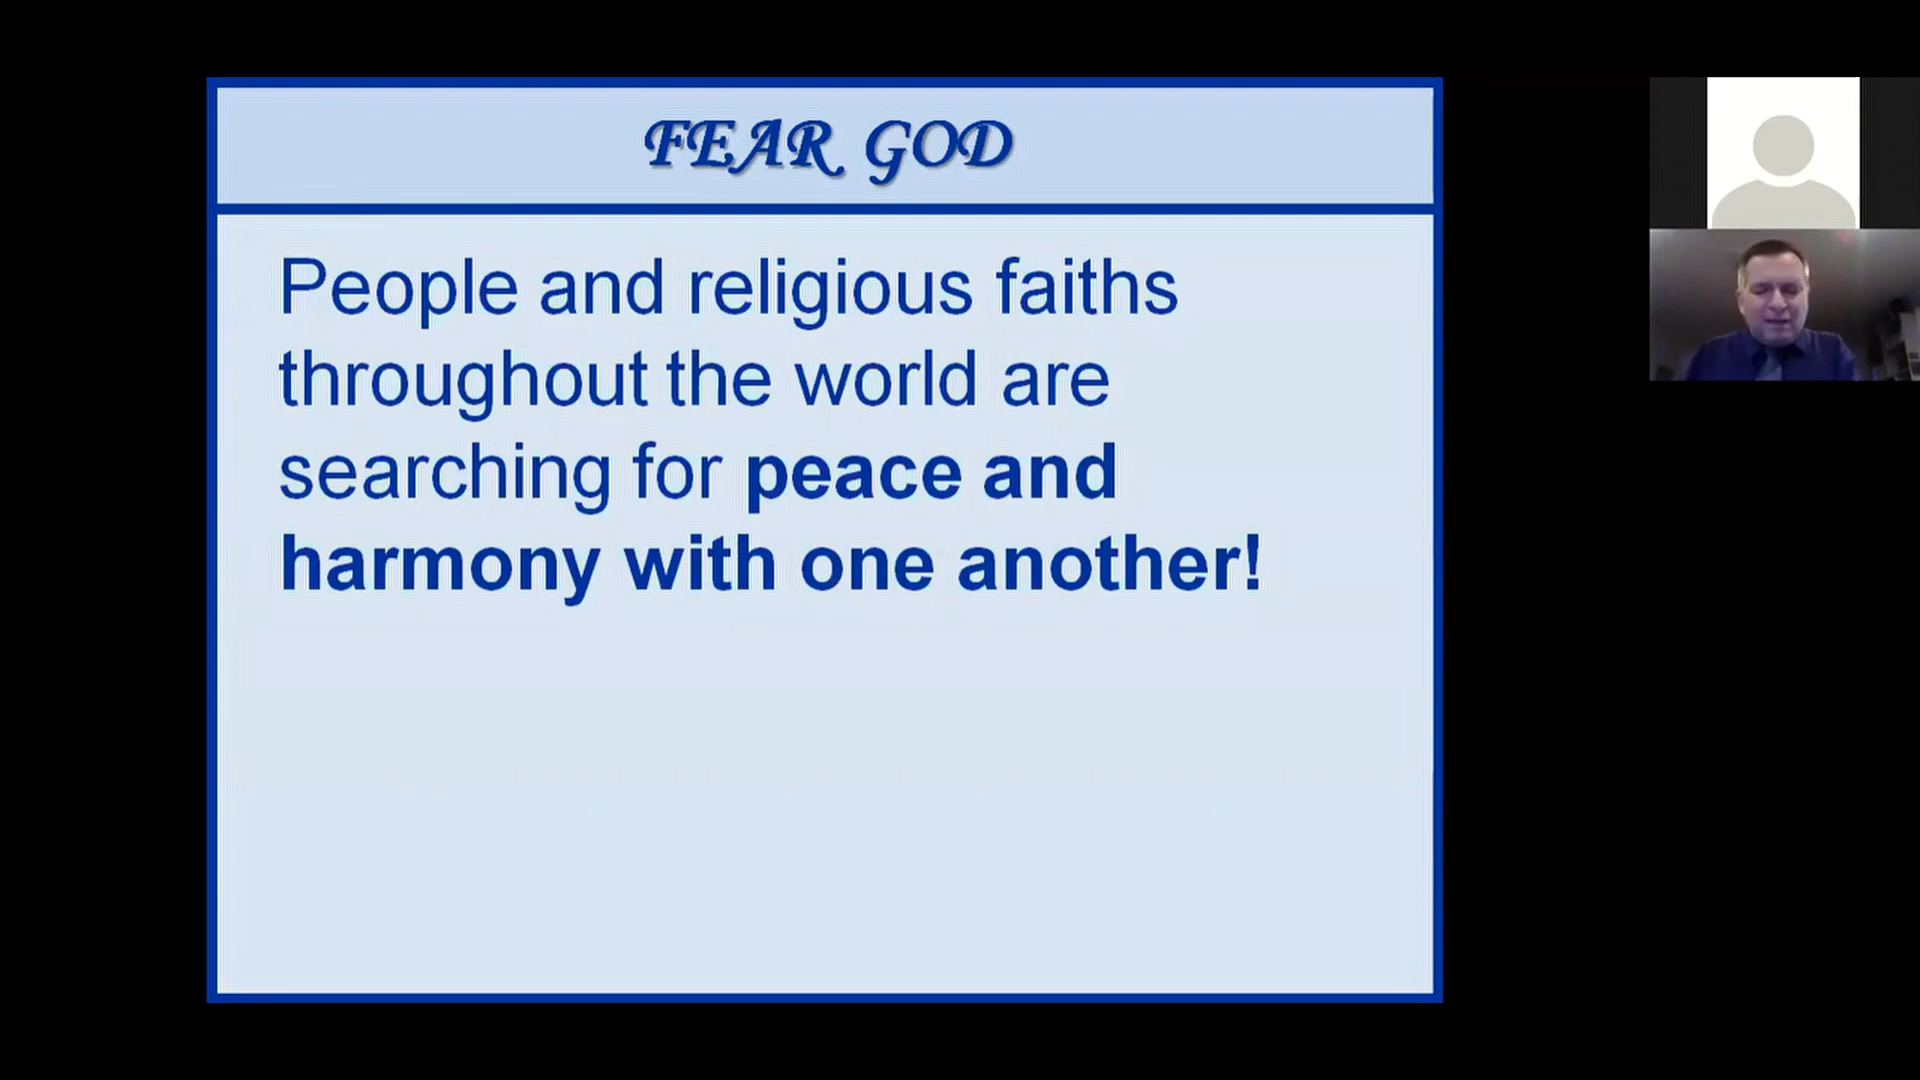 FEAR GOD
People and religious faiths
throughout the world are
searching for peace and
harmony with one another!